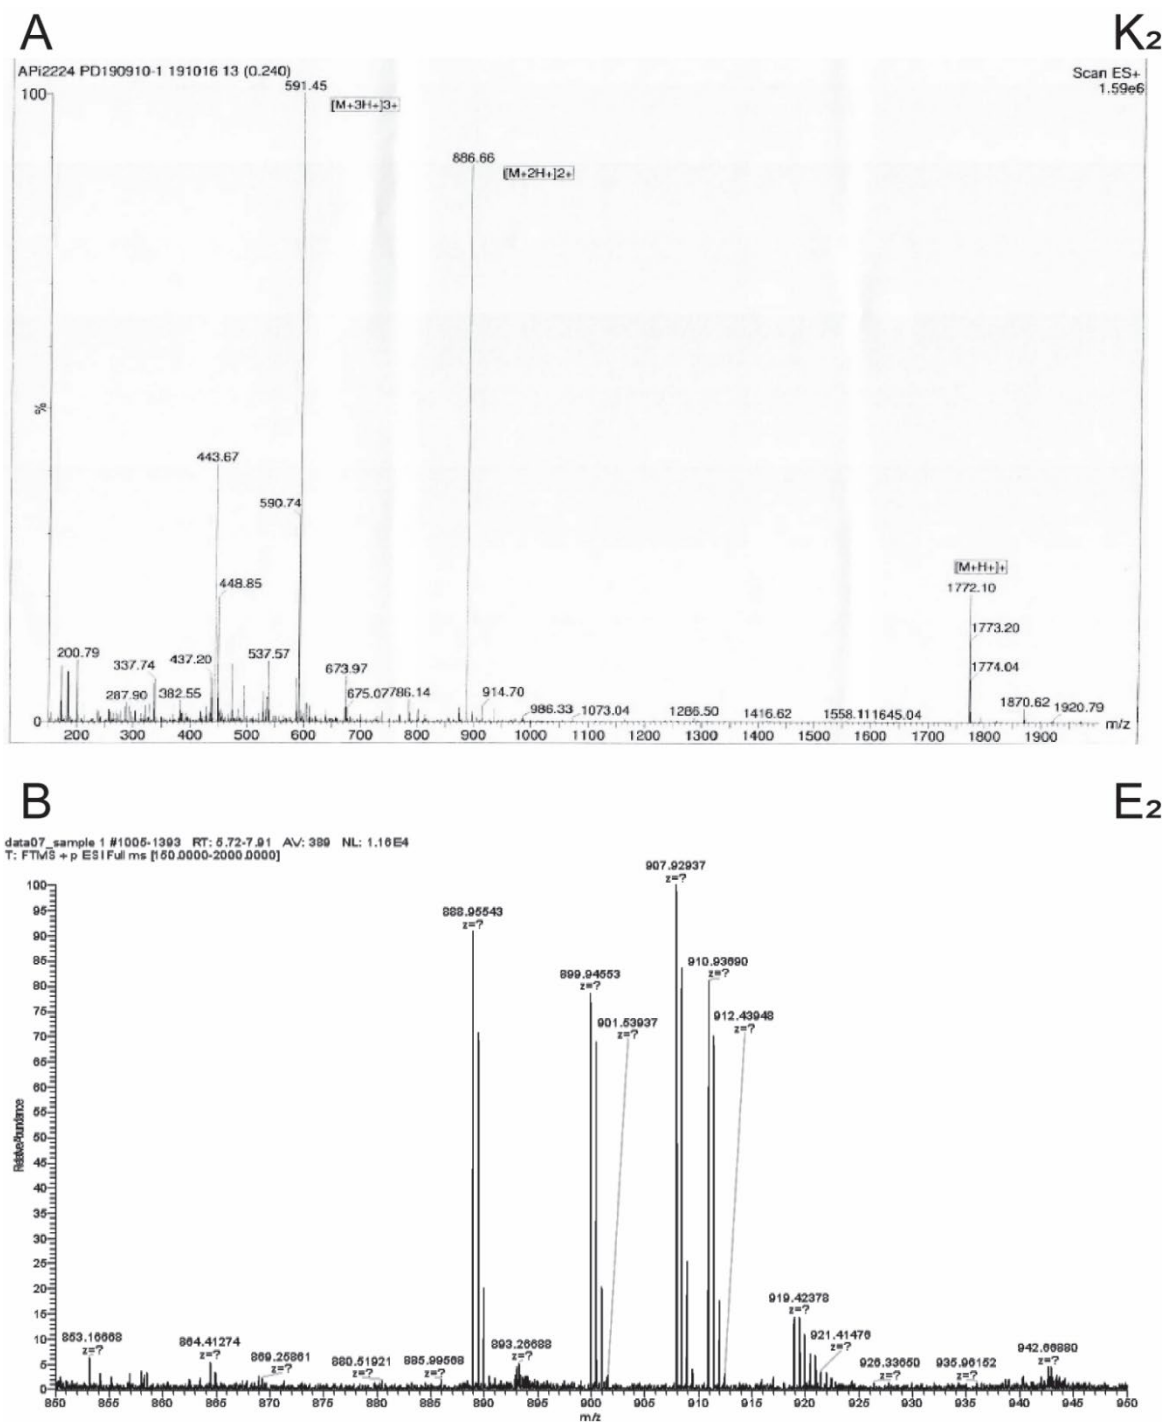 A
K₂
APi2224 PD190910-1 191016 13 (0.240)
Scan ES+
1.59e6
591.45
[M+3H+]3+
886.66
[M+2H+]2+
100
%
0
443.67
590.74
448.85
200.79
337.74
437.20
537.57
287.90
382.55
673.97
675.07
786.14
914.70
986.33
1073.04
1286.50
1416.62
1558.11
1645.04
[M+H+]+
1772.10
1773.20
1774.04
1870.62
1920.79
200 300 400 500 600 700 800 900 1000 1100 1200 1300 1400 1500 1600 1700 1800 1900
m/z
B
E₂
data07_sample 1 #1005-1393 RT: 5.72-7.91 AV: 389 NL: 1.16E4
T: FTMS + p ESI Full ms [150.0000-2000.0000]
907.92937
z=?
888.95543
z=?
910.93690
z=?
899.94553
z=?
912.43948
z=?
901.53937
z=?
919.42378
z=?
921.41476
z=?
853.16668
z=?
864.41274
z=?
869.25861
z=?
880.51921
z=?
885.99568
z=?
893.26688
z=?
926.33650
z=?
935.96152
z=?
942.66880
z=?
100
95
90
85
80
75
70
65
60
55
50
45
40
35
30
25
20
15
10
5
0
Relative Abundance
850 860 865 870 875 880 885 890 895 900 905 910 915 920 925 930 935 940 945 950
m/z